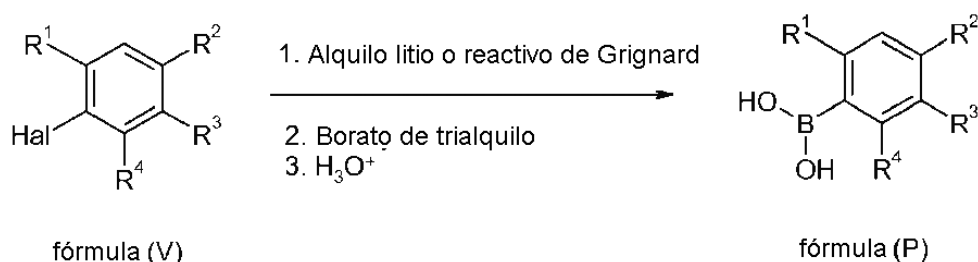 R¹ R²
1. Alquilo litio o reactivo de Grignard
R¹ R²
Hal R³
HO B R³
R⁴
2. Borato de trialquilo
OH R⁴
3. H₃O⁺
fórmula (V)
fórmula (P)